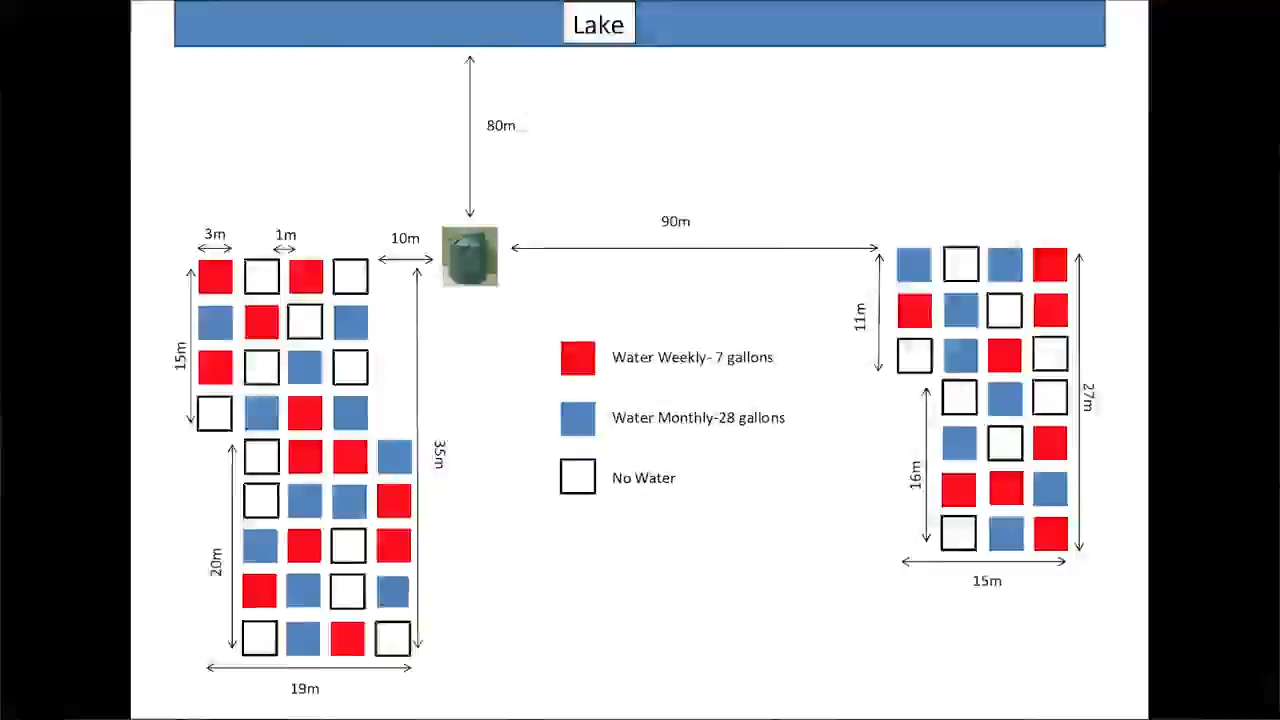 Lake
80m
90m
3m
1m
10m
15m
11m
35m
27m
Water Weekly- 7 gallons
Water Monthly-28 gallons
No Water
16m
20m
15m
19m